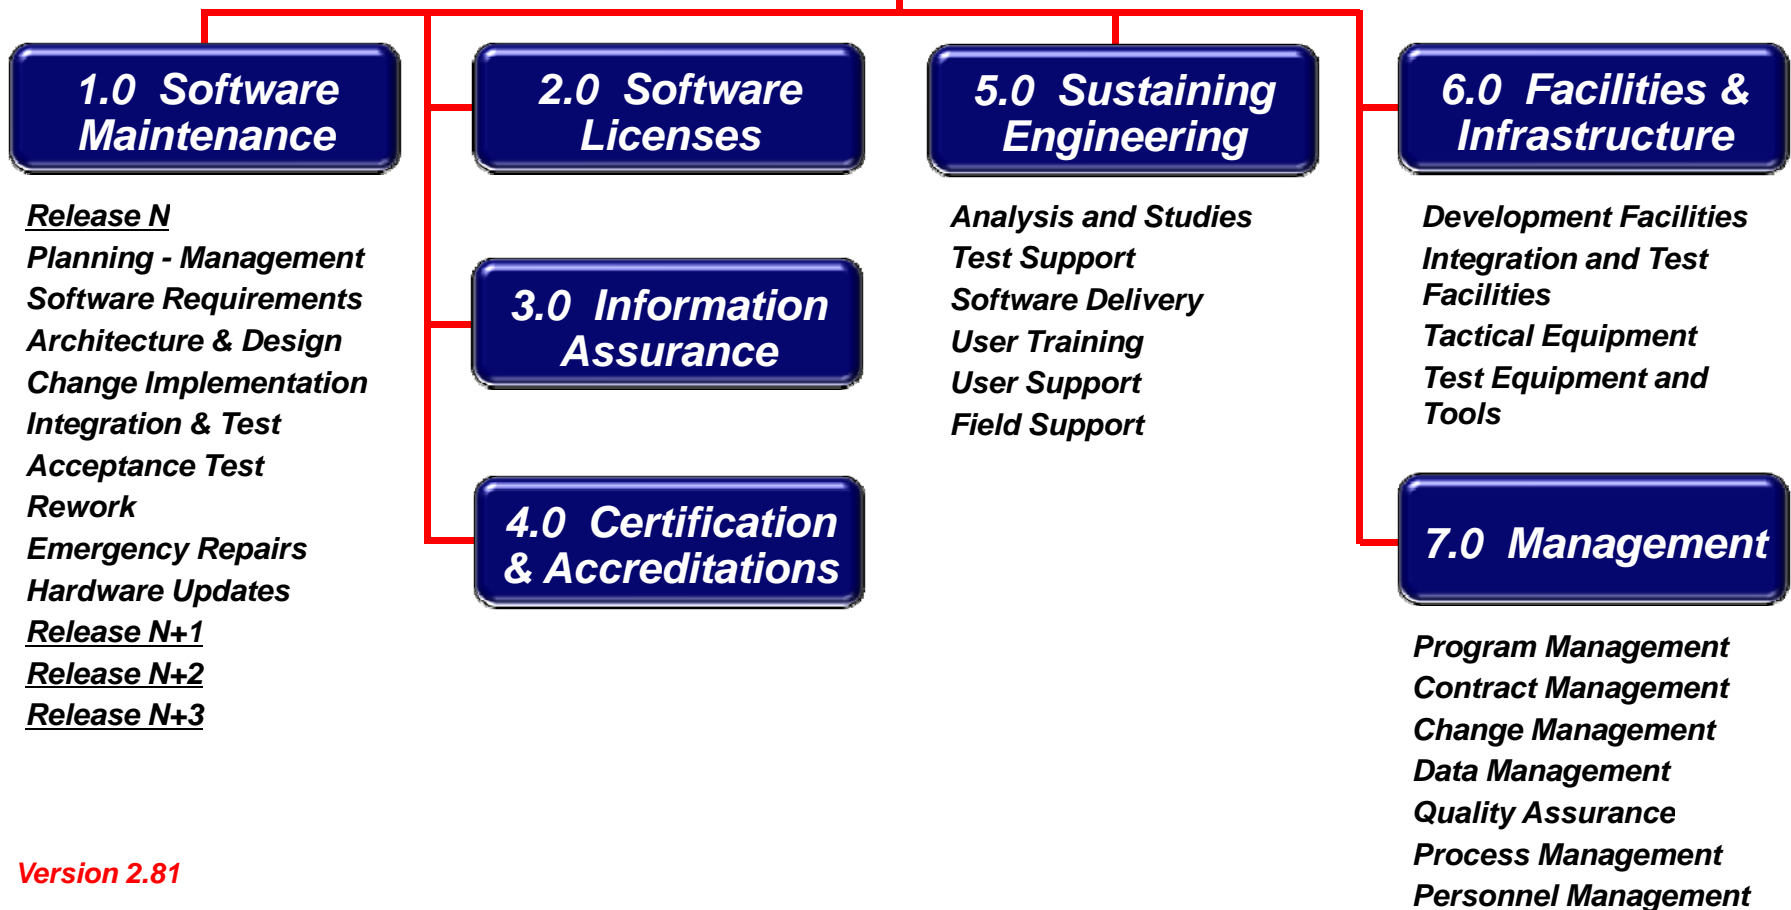 1.0 Software
Maintenance
Release N
Planning - Management
Software Requirements
Architecture & Design
Change Implementation
Integration & Test
Acceptance Test
Rework
Emergency Repairs
Hardware Updates
Release N+1
Release N+2
Release N+3
2.0 Software
Licenses
3.0 Information
Assurance
4.0 Certification
& Accreditations
5.0 Sustaining
Engineering
Analysis and Studies
Test Support
Software Delivery
User Training
User Support
Field Support
6.0 Facilities &
Infrastructure
Development Facilities
Integration and Test
Facilities
Tactical Equipment
Test Equipment and
Tools
7.0 Management
Program Management
Contract Management
Change Management
Data Management
Quality Assurance
Process Management
Personnel Management
Version 2.81